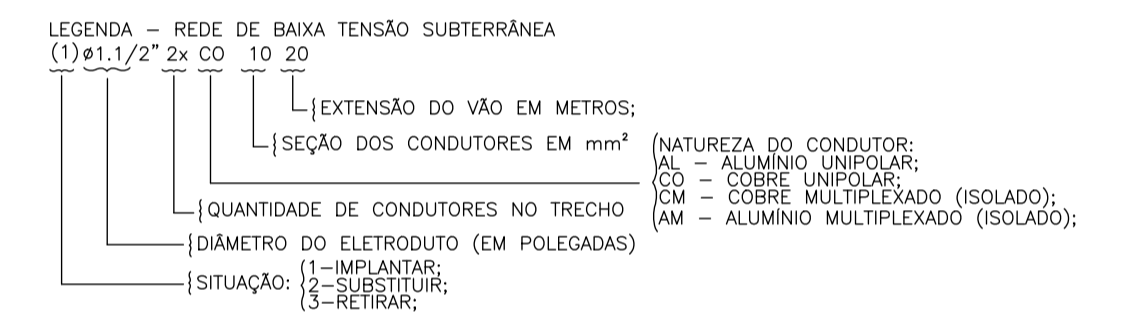 LEGENDA – REDE DE BAIXA TENSÃO SUBTERRÂNEA
(1)ø1.1/2" 2x CO 10 20
EXTENSÃO DO VÃO EM METROS;
SEÇÃO DOS CONDUTORES EM mm²
NATUREZA DO CONDUTOR:
AL – ALUMÍNIO UNIPOLAR;
CO – COBRE UNIPOLAR;
CM – COBRE MULTIPLEXADO (ISOLADO);
AM – ALUMÍNIO MULTIPLEXADO (ISOLADO);
QUANTIDADE DE CONDUTORES NO TRECHO
DIÂMETRO DO ELETRODUTO (EM POLEGADAS)
SITUAÇÃO:
1–IMPLANTAR;
2–SUBSTITUIR;
3–RETIRAR;